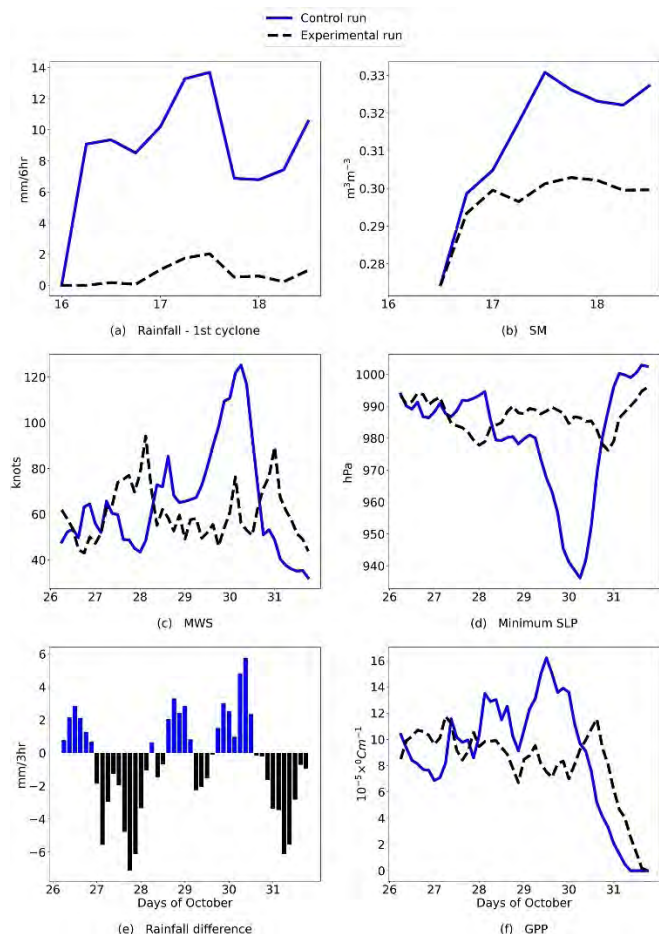 Control run
Experimental run
14
12
10
8
6
4
2
0
mm/6hr
16 17 18
(a) Rainfall - 1st cyclone
0.33
0.32
0.31
0.30
0.29
0.28
m³m⁻³
16 17 18
(b) SM
120
100
80
60
40
knots
26 27 28 29 30 31
(c) MWS
1000
990
980
970
960
950
940
hPa
26 27 28 29 30 31
(d) Minimum SLP
6
4
2
0
−2
−4
−6
mm/3hr
26 27 28 29 30 31
Days of October
(e) Rainfall difference
16
14
12
10
8
6
4
2
0
10⁻⁵×⁰Cm⁻¹
26 27 28 29 30 31
Days of October
(f) GPP